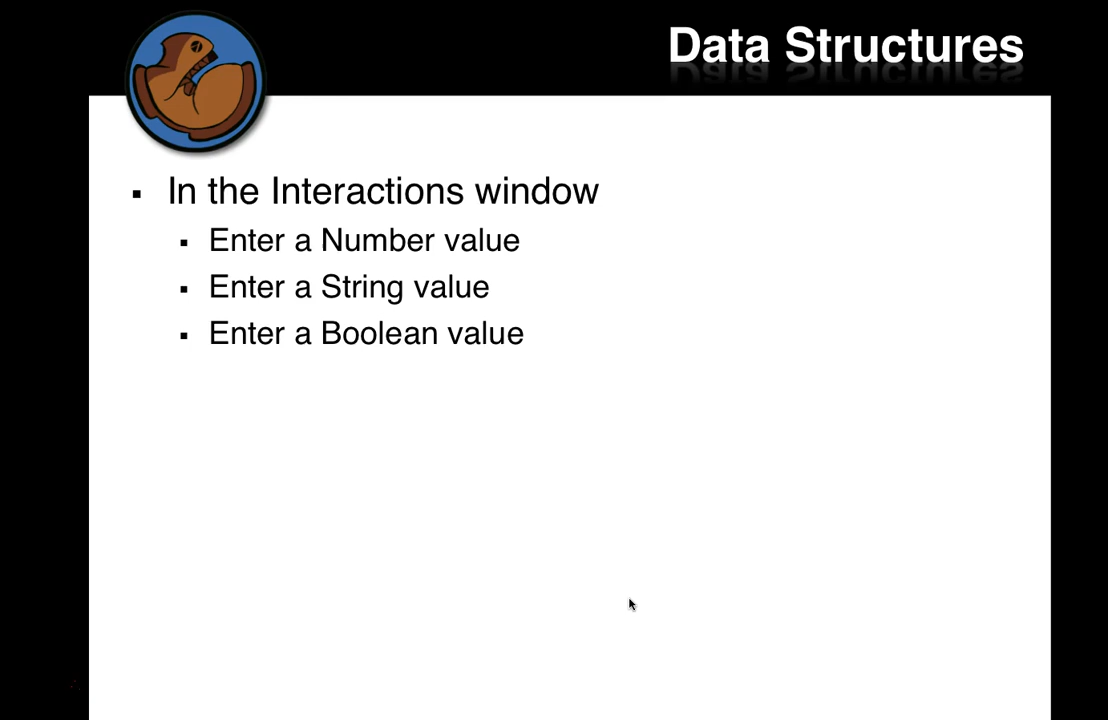 Data Structures
▪ In the Interactions window
▪ Enter a Number value
▪ Enter a String value
▪ Enter a Boolean value